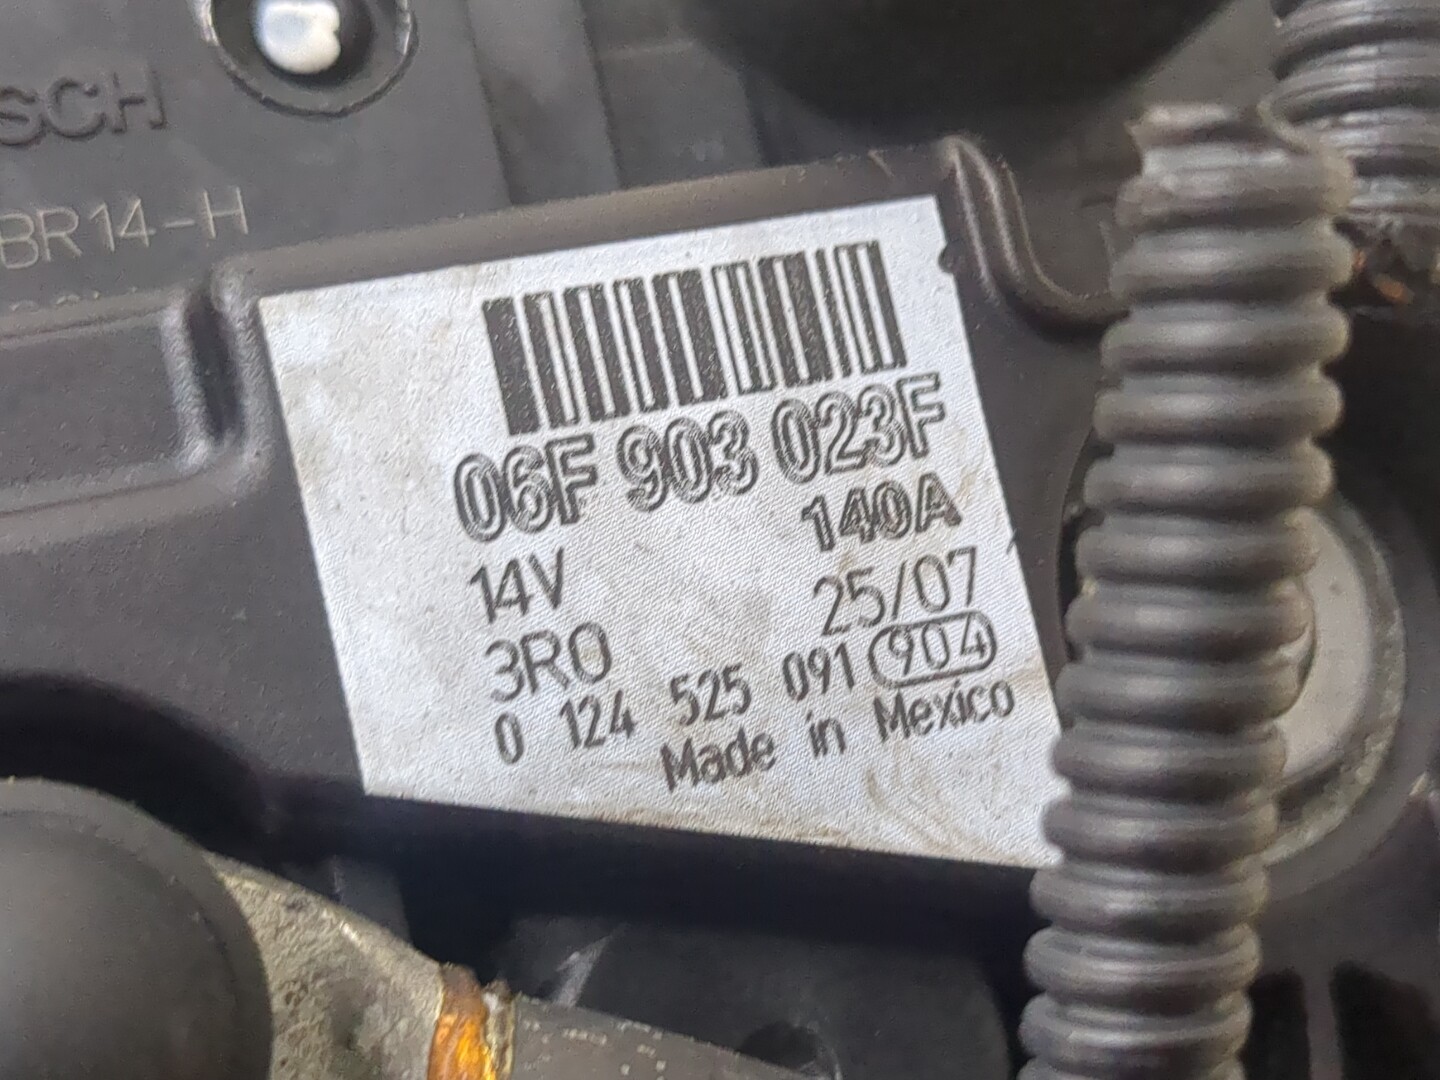 SCH
BR14-H
06F 903 023F
14V 140A
3R0 25/07
0 124 525 091 904
Made in Mexico